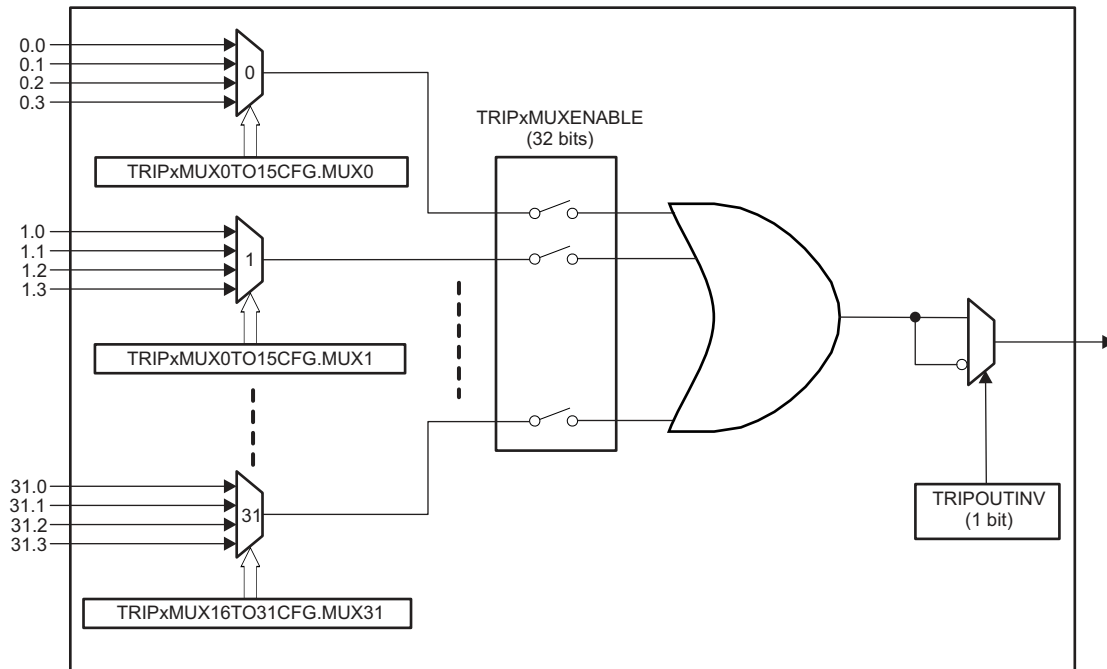 0.0
0.1
0.2
0.3
0
TRIPxMUX0TO15CFG.MUX0
TRIPxMUXENABLE
(32 bits)
1.0
1.1
1.2
1.3
1
TRIPxMUX0TO15CFG.MUX1
31.0
31.1
31.2
31.3
31
TRIPxMUX16TO31CFG.MUX31
TRIPOUTINV
(1 bit)